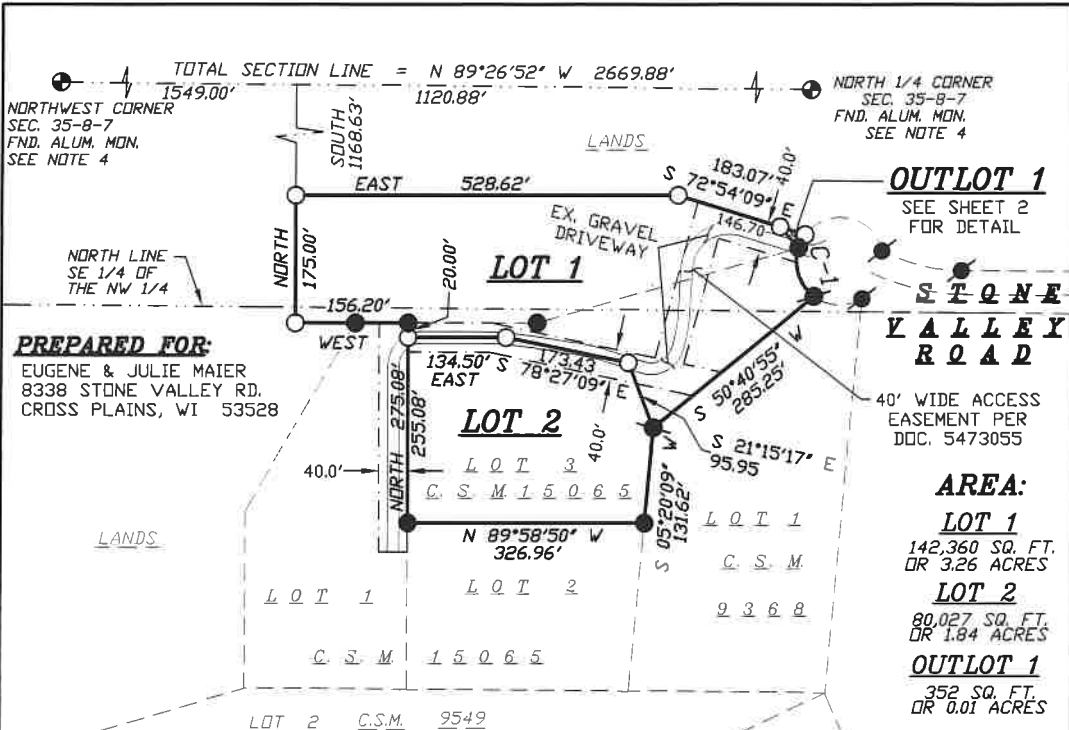 TOTAL SECTION LINE = N 89°26'52" W 2669.88'
1549.00'
1120.88'
NORTHWEST CORNER
SEC. 35-8-7
FND. ALUM. MON.
SEE NOTE 4
NORTH 1/4 CORNER
SEC. 35-8-7
FND. ALUM. MON.
SEE NOTE 4
SOUTH
1168.63'
LANDS
EAST 528.62'
183.07'
S 72°54'09" E
40.0'
146.70
OUTLOT 1
SEE SHEET 2
FOR DETAIL
EX. GRAVEL
DRIVEWAY
C-1
NORTH
175.00'
NORTH LINE
SE 1/4 OF
THE NW 1/4
LOT 1
20.00'
156.20'
WEST
STONE
VALLEY
ROAD
PREPARED FOR:
EUGENE & JULIE MAIER
8338 STONE VALLEY RD.
CROSS PLAINS, WI 53528
134.50'
EAST
173.43
S 78°27'09" E
40.0'
S 50°40'55" W
285.25'
40' WIDE ACCESS
EASEMENT PER
DOC. 5473055
LOT 2
NORTH 275.08'
255.08'
40.0'
LOT 3
C.S.M. 15065
S 21°15'17" E
95.95
S 05°20'09" W
131.62'
N 89°58'50" W
326.96'
LANDS
LOT 1
C.S.M.
9368
LOT 1
LOT 2
C.S.M. 15065
LOT 2 C.S.M. 9549
AREA:
LOT 1
142,360 SQ. FT.
OR 3.26 ACRES
LOT 2
80,027 SQ. FT.
OR 1.84 ACRES
OUTLOT 1
352 SQ. FT.
OR 0.01 ACRES